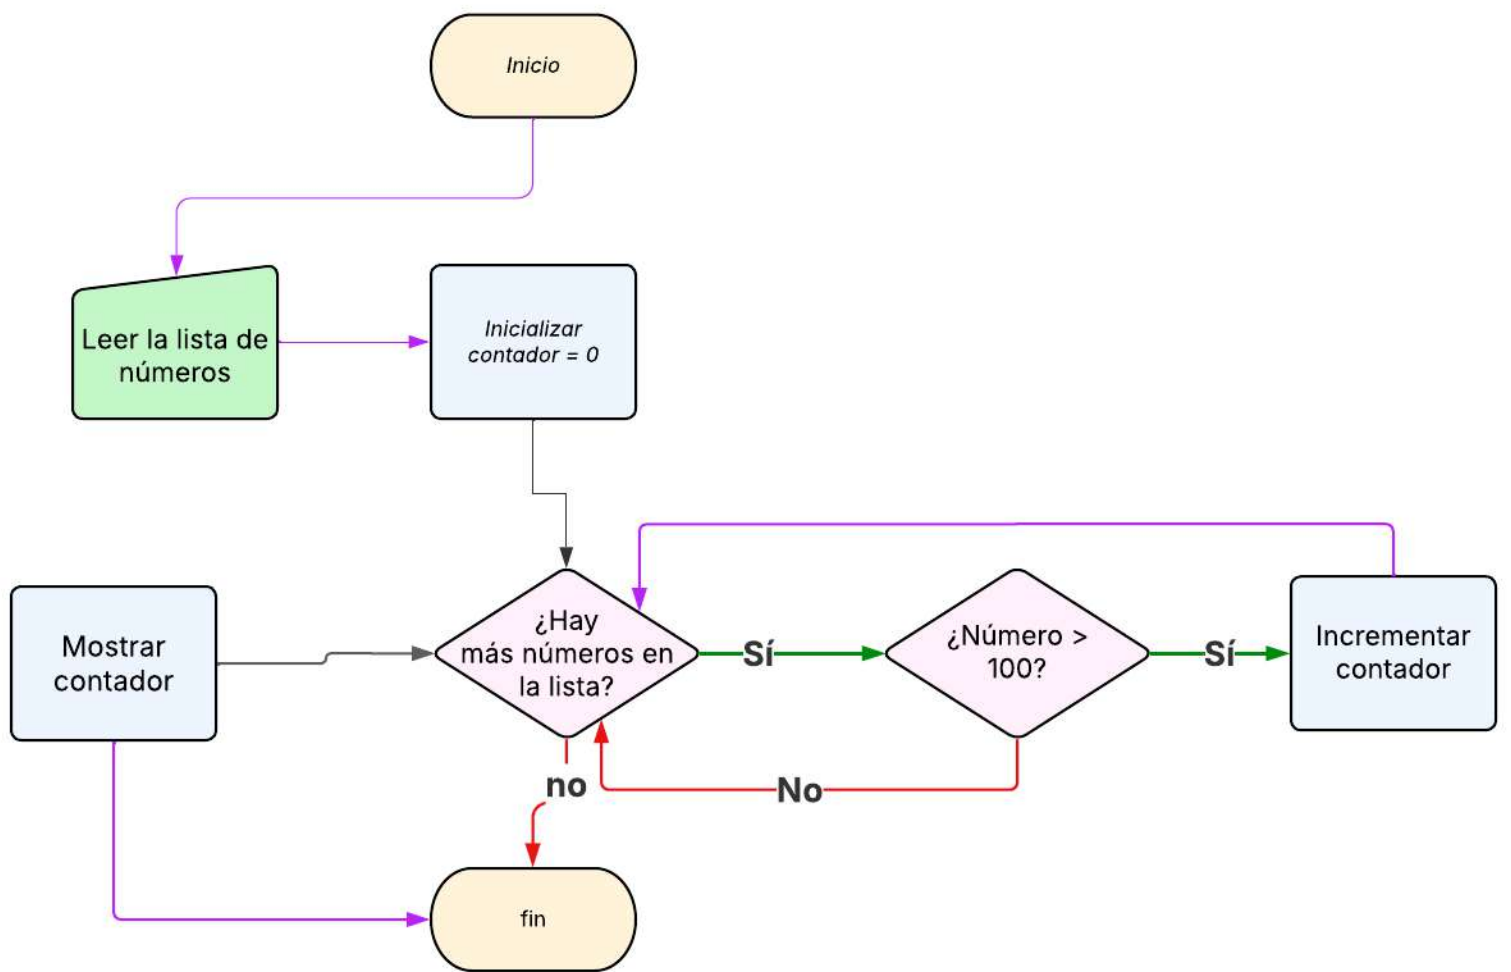 Inicio
Leer la lista de
números
Inicializar
contador = 0
Mostrar
contador
¿Hay
más números en
la lista?
Sí
¿Número >
100?
Sí
Incrementar
contador
no
No
fin